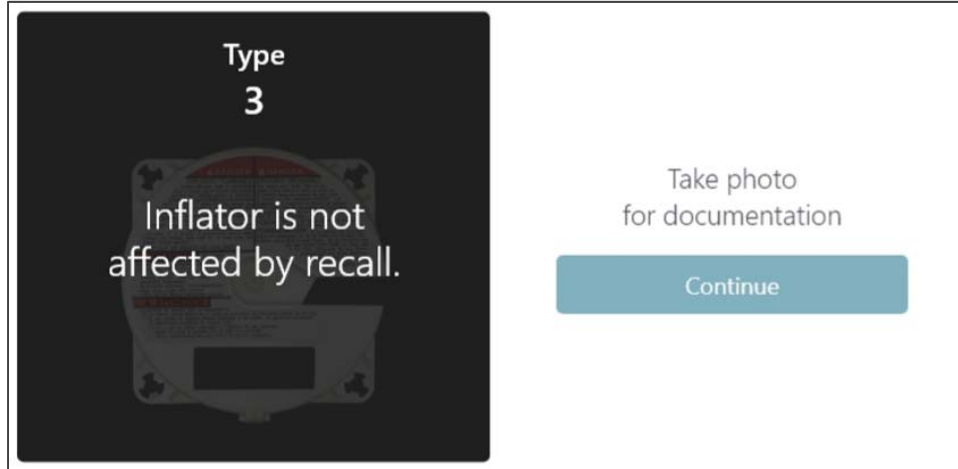 Type
3
Inflator is not
affected by recall.
Take photo
for documentation
Continue